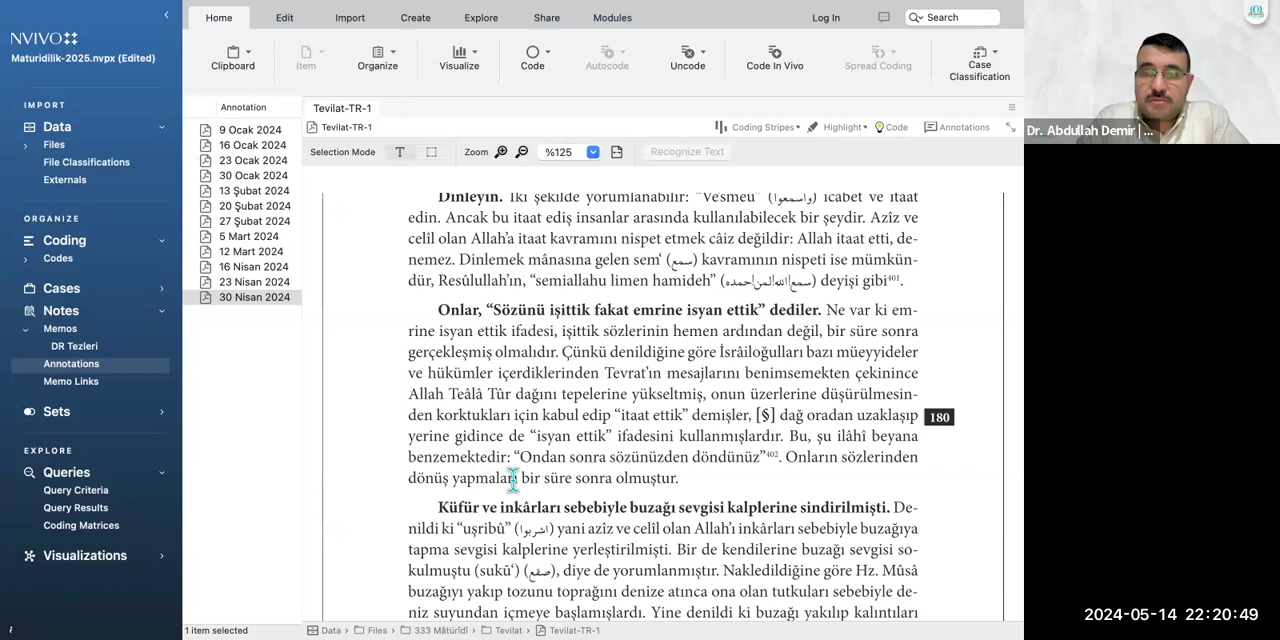 NVIVO
Maturidilik-2025.nvpx (Edited)
IMPORT
Data
Files
File Classifications
Externals
ORGANIZE
Coding
Codes
Cases
Notes
Memos
DR Tezleri
Annotations
Memo Links
Sets
EXPLORE
Queries
Query Criteria
Query Results
Coding Matrices
Visualizations
Home Edit Import Create Explore Share Modules Log In Search
Clipboard Item Organize Visualize Code Autocode Uncode Code In Vivo Spread Coding Case Classification
Annotation
9 Ocak 2024
16 Ocak 2024
23 Ocak 2024
30 Ocak 2024
13 Şubat 2024
20 Şubat 2024
27 Şubat 2024
5 Mart 2024
12 Mart 2024
16 Nisan 2024
23 Nisan 2024
30 Nisan 2024
1 item selected
Tevilat-TR-1
Tevilat-TR-1 Coding Stripes Highlight Code Annotations
Selection Mode T Zoom %125 Recognize Text
Dinleyin. İki şekilde yorumlanabilir: "Ve'smeû" (واسمعوا) icabet ve itaat
edin. Ancak bu itaat ediş insanlar arasında kullanılabilecek bir şeydir. Azîz ve
celîl olan Allah'a itaat kavramını nispet etmek câiz değildir: Allah itaat etti, de-
nemez. Dinlemek mânasına gelen sem' (سمع) kavramının nispeti ise mümkün-
dür, Resûlullah'ın, "semiallahu limen hamideh" (سمع الله لمن حمده) deyişi gibi401.
Onlar, "Sözünü işittik fakat emrine isyan ettik" dediler. Ne var ki em-
rine isyan ettik ifadesi, işittik sözlerinin hemen ardından değil, bir süre sonra
gerçekleşmiş olmalıdır. Çünkü denildiğine göre İsrâiloğulları bazı müeyyideler
ve hükümler içerdiklerinden Tevrat'ın mesajlarını benimsemekten çekinince
Allah Teâlâ Tûr dağını tepelerine yükseltmiş, onun üzerlerine düşürülmesin-
den korktukları için kabul edip "itaat ettik" demişler, [§] dağ oradan uzaklaşıp 180
yerine gidince de "isyan ettik" ifadesini kullanmışlardır. Bu, şu ilâhî beyana
benzemektedir: "Ondan sonra sözünüzden döndünüz"402. Onların sözlerinden
dönüş yapmaları bir süre sonra olmuştur.
Küfür ve inkârları sebebiyle buzağı sevgisi kalplerine sindirilmişti. De-
nildi ki "uşribû" (اشربوا) yani azîz ve celîl olan Allah'ı inkârları sebebiyle buzağıya
tapma sevgisi kalplerine yerleştirilmişti. Bir de kendilerine buzağı sevgisi so-
kulmuştu (sukū') (صقع), diye de yorumlanmıştır. Nakledildiğine göre Hz. Mûsâ
buzağıyı yakıp tozunu toprağını denize atınca ona olan tutkuları sebebiyle de-
niz suyundan içmeye başlamışlardı. Yine denildi ki buzağı yakılıp kalıntıları
Data Files 333 Mâtürîdî Tevilat Tevilat-TR-1
Dr. Abdullah Demir | ...
2024-05-14 22:20:49